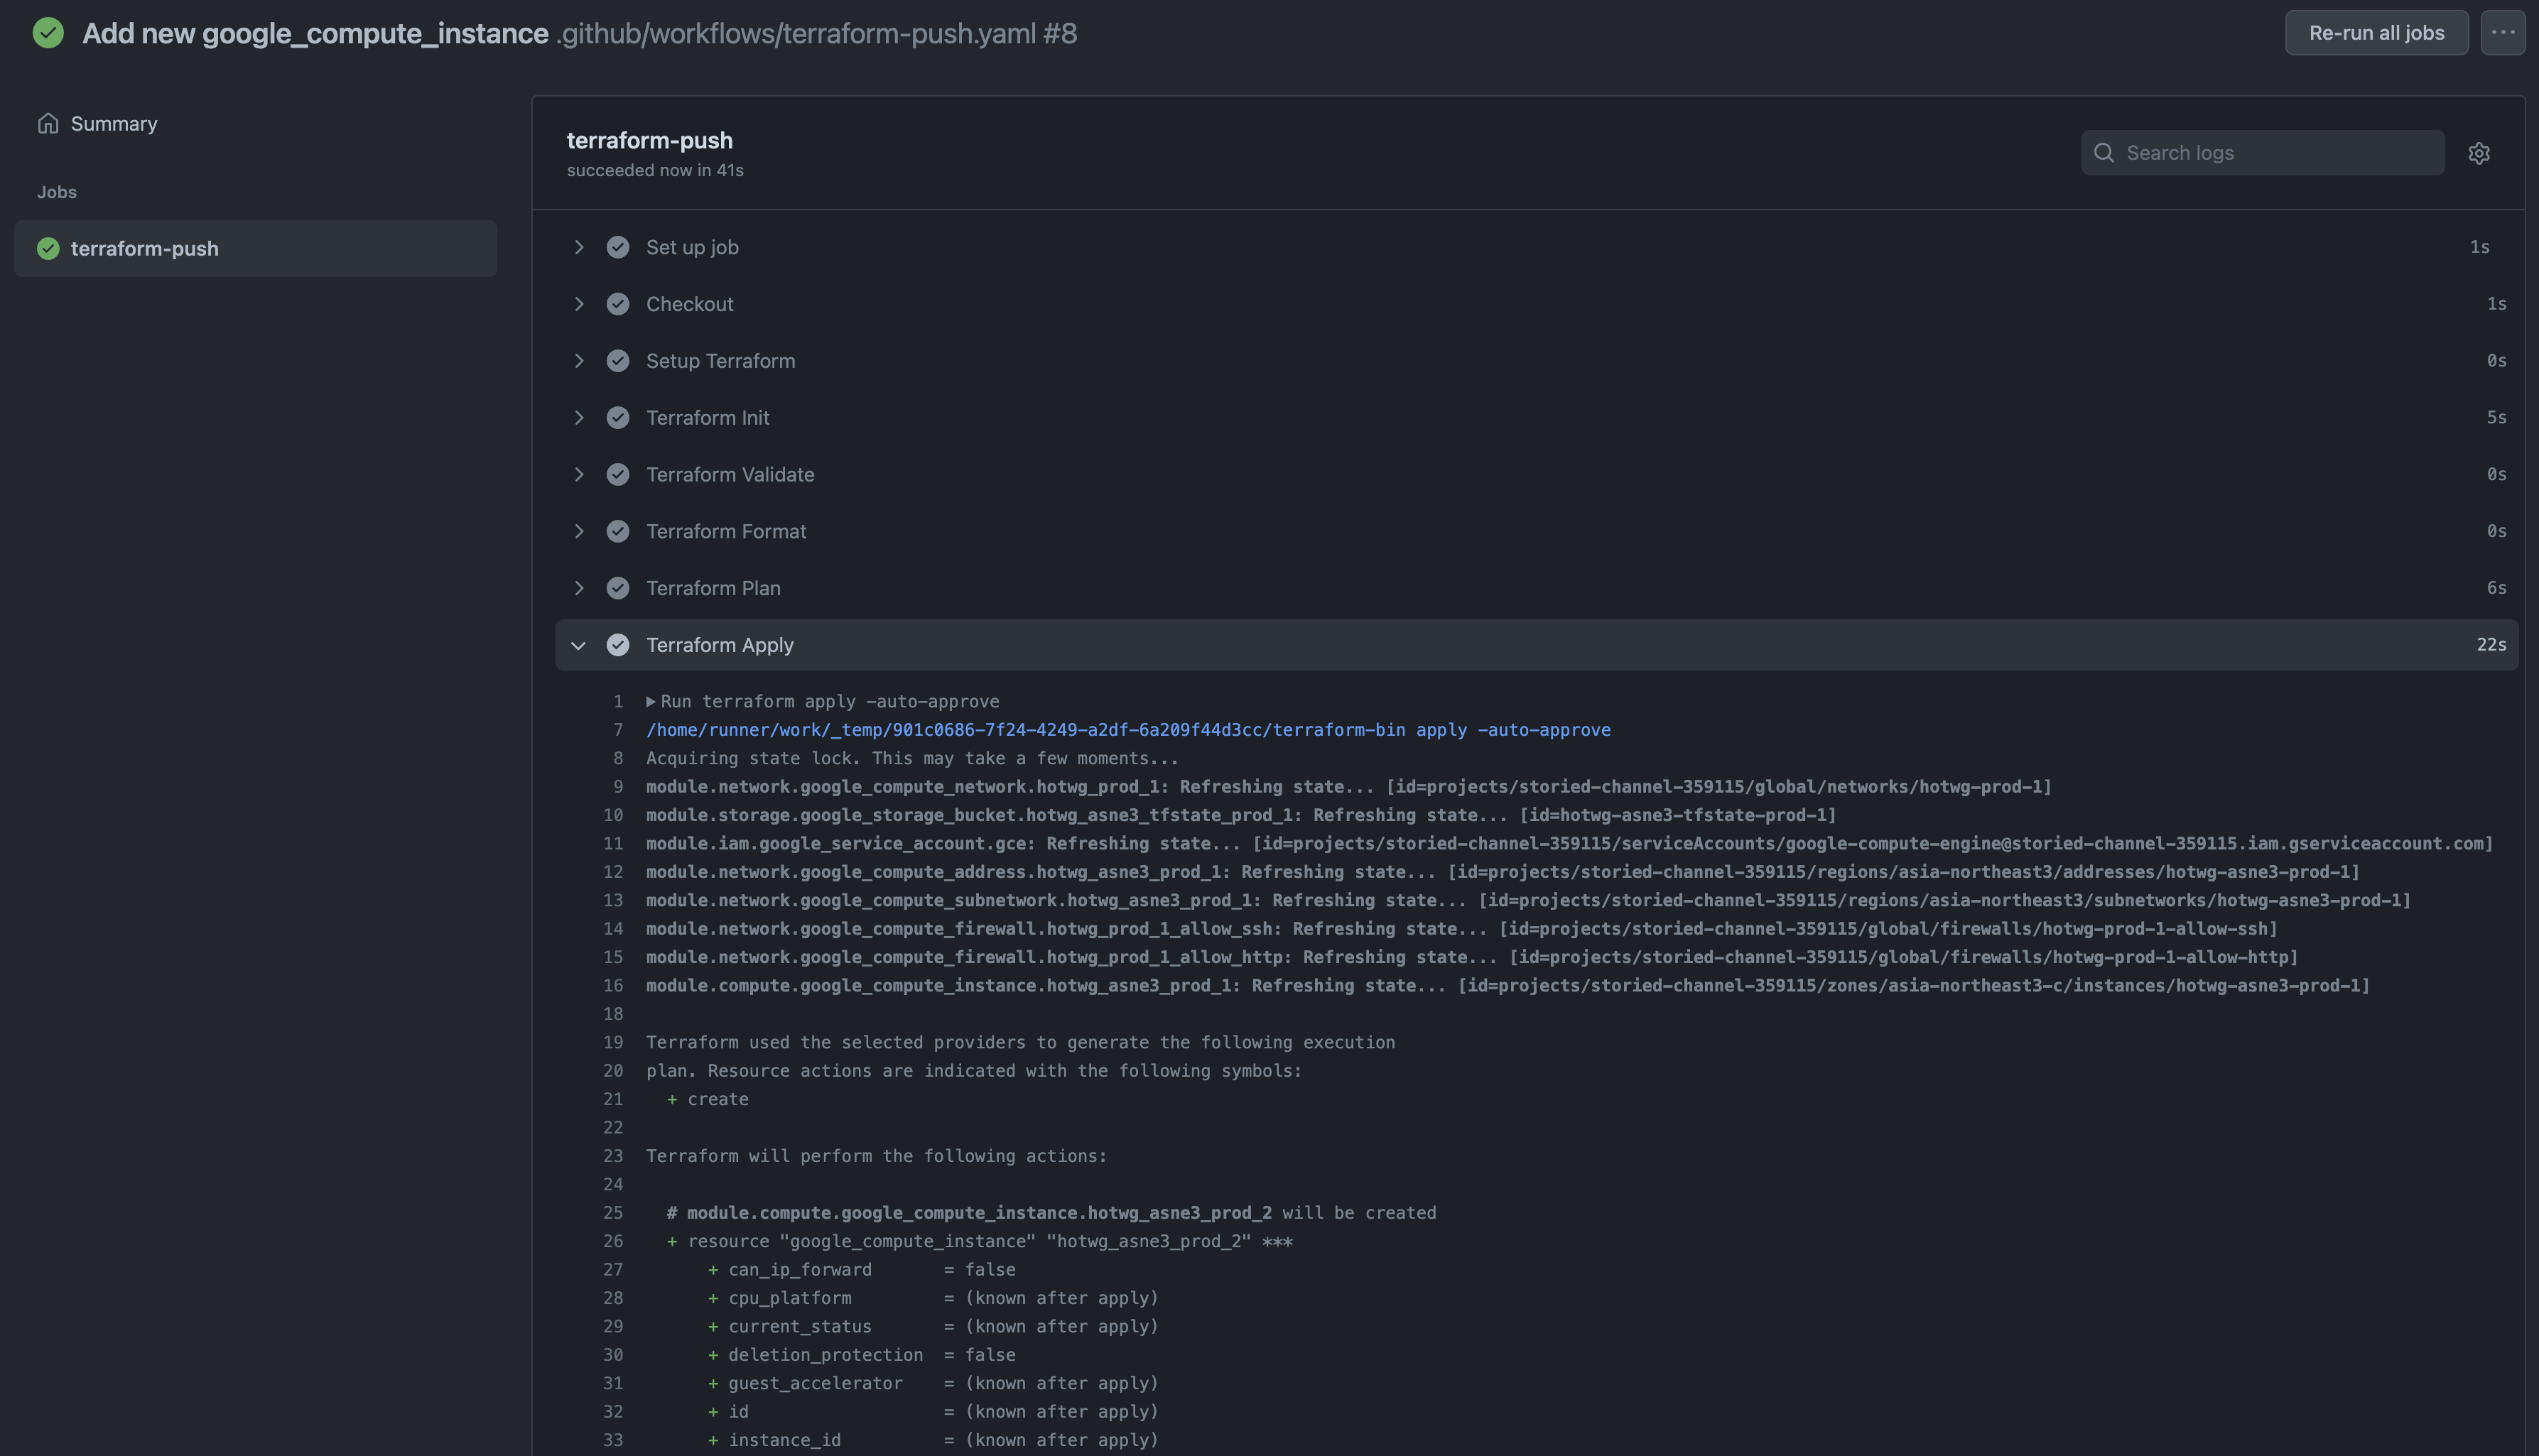 Add new google_compute_instance .github/workflows/terraform-push.yaml #8
Re-run all jobs
Summary
Jobs
terraform-push
terraform-push
succeeded now in 41s
Search logs
Set up job 1s
Checkout 1s
Setup Terraform 0s
Terraform Init 5s
Terraform Validate 0s
Terraform Format 0s
Terraform Plan 6s
Terraform Apply 22s
1 Run terraform apply -auto-approve
7 /home/runner/work/_temp/901c0686-7f24-4249-a2df-6a209f44d3cc/terraform-bin apply -auto-approve
8 Acquiring state lock. This may take a few moments...
9 module.network.google_compute_network.hotwg_prod_1: Refreshing state... [id=projects/storied-channel-359115/global/networks/hotwg-prod-1]
10 module.storage.google_storage_bucket.hotwg_asne3_tfstate_prod_1: Refreshing state... [id=hotwg-asne3-tfstate-prod-1]
11 module.iam.google_service_account.gce: Refreshing state... [id=projects/storied-channel-359115/serviceAccounts/google-compute-engine@storied-channel-359115.iam.gserviceaccount.com]
12 module.network.google_compute_address.hotwg_asne3_prod_1: Refreshing state... [id=projects/storied-channel-359115/regions/asia-northeast3/addresses/hotwg-asne3-prod-1]
13 module.network.google_compute_subnetwork.hotwg_asne3_prod_1: Refreshing state... [id=projects/storied-channel-359115/regions/asia-northeast3/subnetworks/hotwg-asne3-prod-1]
14 module.network.google_compute_firewall.hotwg_prod_1_allow_ssh: Refreshing state... [id=projects/storied-channel-359115/global/firewalls/hotwg-prod-1-allow-ssh]
15 module.network.google_compute_firewall.hotwg_prod_1_allow_http: Refreshing state... [id=projects/storied-channel-359115/global/firewalls/hotwg-prod-1-allow-http]
16 module.compute.google_compute_instance.hotwg_asne3_prod_1: Refreshing state... [id=projects/storied-channel-359115/zones/asia-northeast3-c/instances/hotwg-asne3-prod-1]
18
19 Terraform used the selected providers to generate the following execution
20 plan. Resource actions are indicated with the following symbols:
21 + create
22
23 Terraform will perform the following actions:
24
25 # module.compute.google_compute_instance.hotwg_asne3_prod_2 will be created
26 + resource "google_compute_instance" "hotwg_asne3_prod_2" ***
27 + can_ip_forward = false
28 + cpu_platform = (known after apply)
29 + current_status = (known after apply)
30 + deletion_protection = false
31 + guest_accelerator = (known after apply)
32 + id = (known after apply)
33 + instance_id = (known after apply)